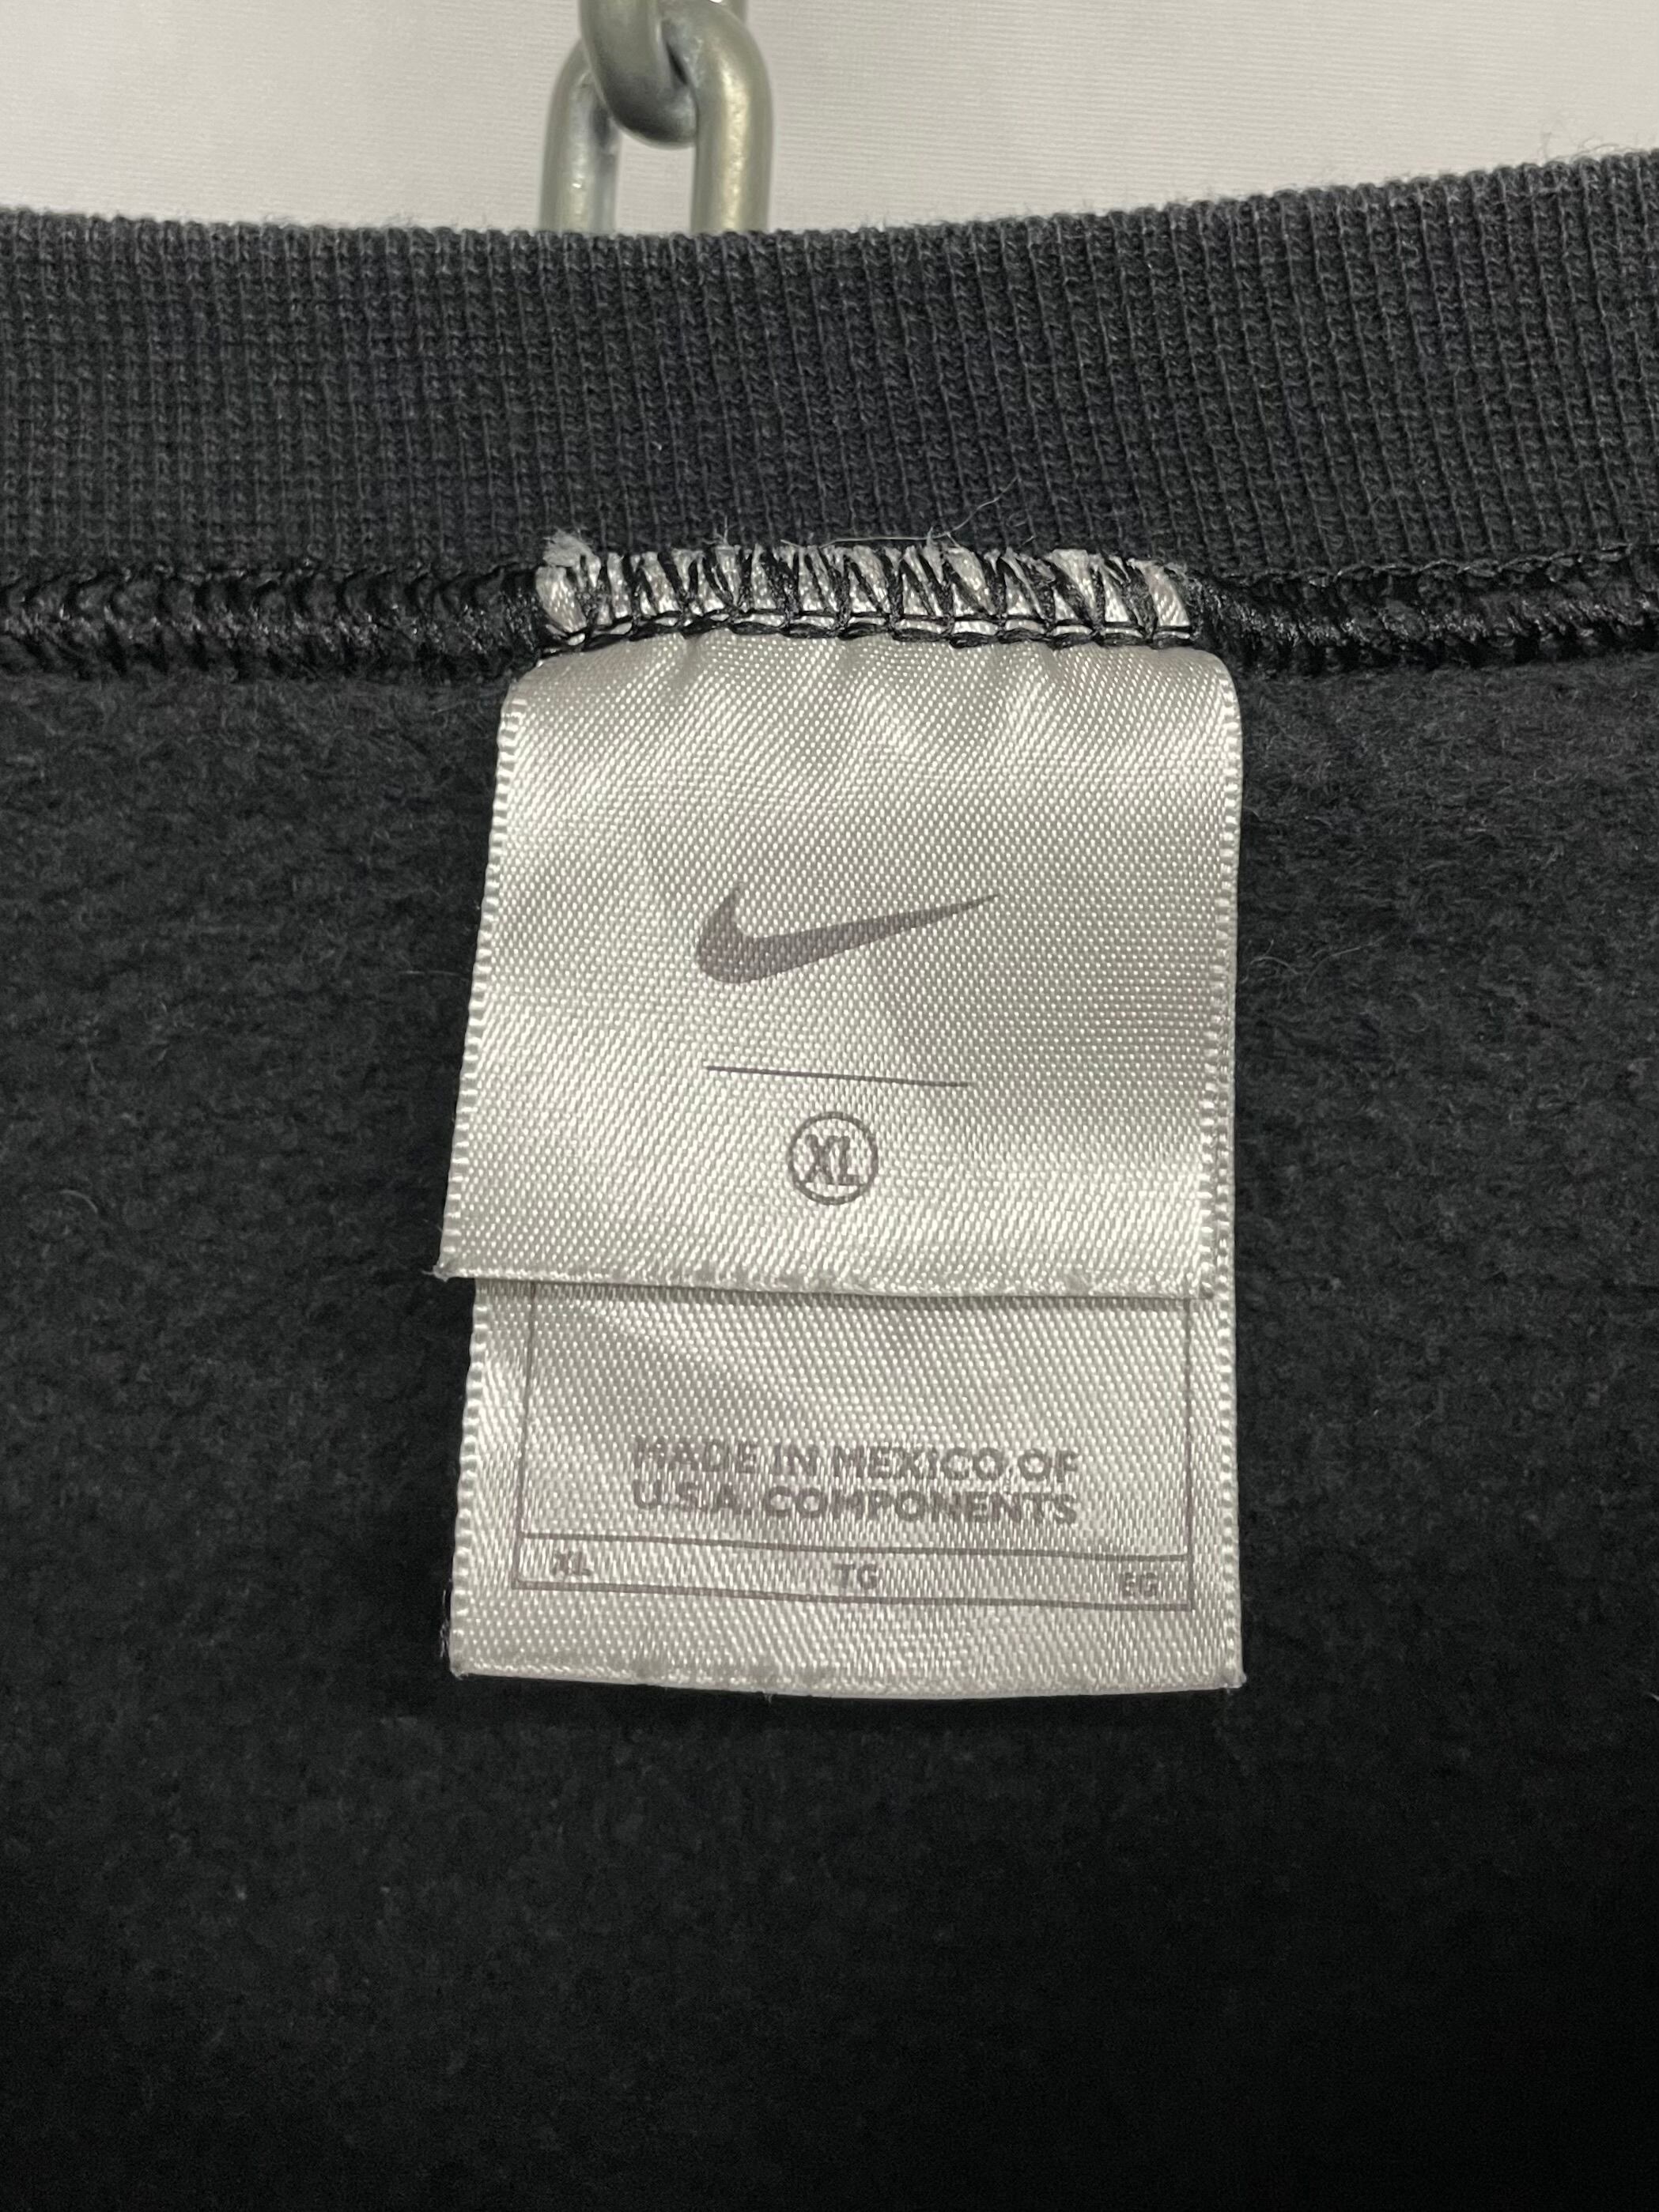 XL
MADE IN MEXICO OF
U.S.A. COMPONENTS
XL TG EG